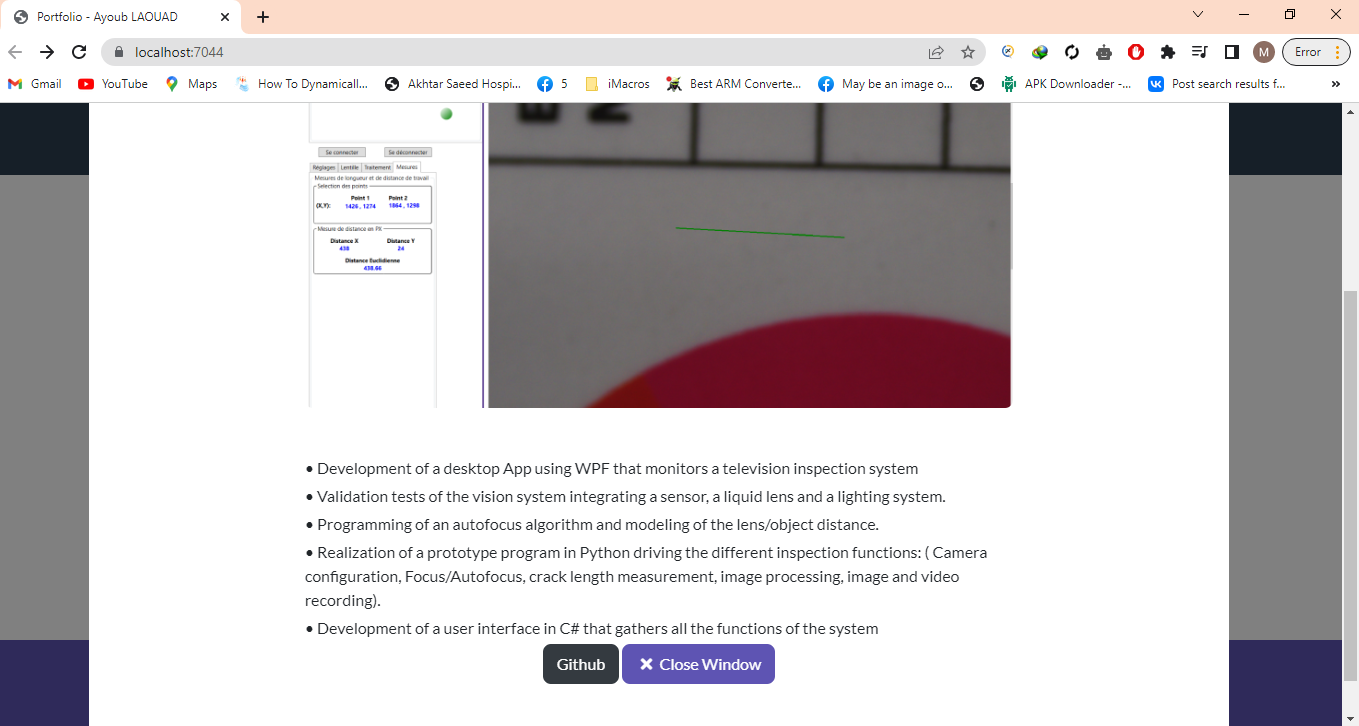 Portfolio - Ayoub LAOUAD
localhost:7044
M
Error
Gmail
YouTube
Maps
How To Dynamicall...
Akhtar Saeed Hospi...
5
iMacros
Best ARM Converte...
May be an image o...
APK Downloader -...
Post search results f...
»
Se connecter Se déconnecter
Réglages Lentille Traitement Mesures
Mesures de longueur et de distance de travail
Selection des points
Point 1 Point 2
(X,Y): 1426 , 1274 1864 , 1298
Mesure de distance en PX
Distance X Distance Y
438 24
Distance Euclidienne
438.66
• Development of a desktop App using WPF that monitors a television inspection system
• Validation tests of the vision system integrating a sensor, a liquid lens and a lighting system.
• Programming of an autofocus algorithm and modeling of the lens/object distance.
• Realization of a prototype program in Python driving the different inspection functions: ( Camera
configuration, Focus/Autofocus, crack length measurement, image processing, image and video
recording).
• Development of a user interface in C# that gathers all the functions of the system
Github
Close Window